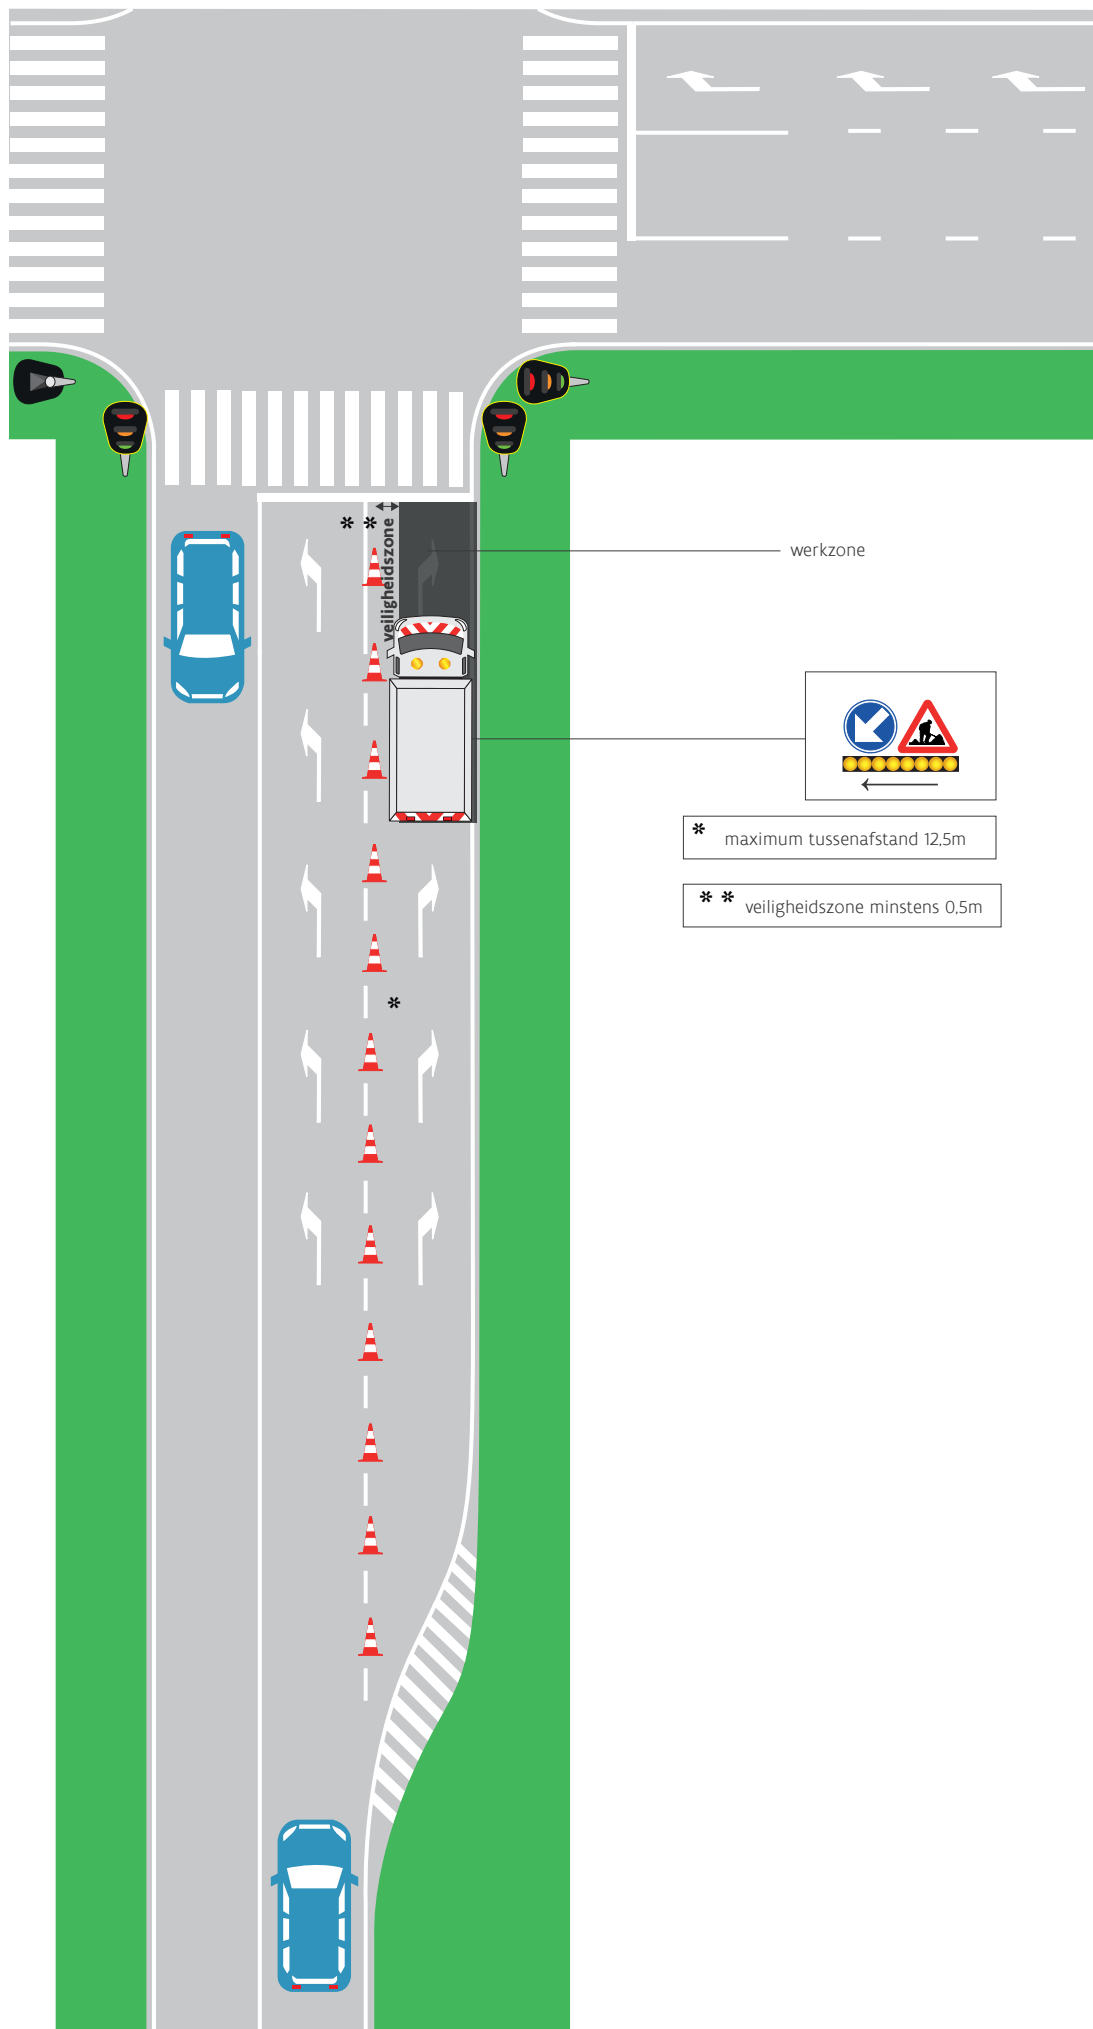 * *
veiligheidszone
werkzone
* maximum tussenafstand 12,5m
* * veiligheidszone minstens 0,5m
*